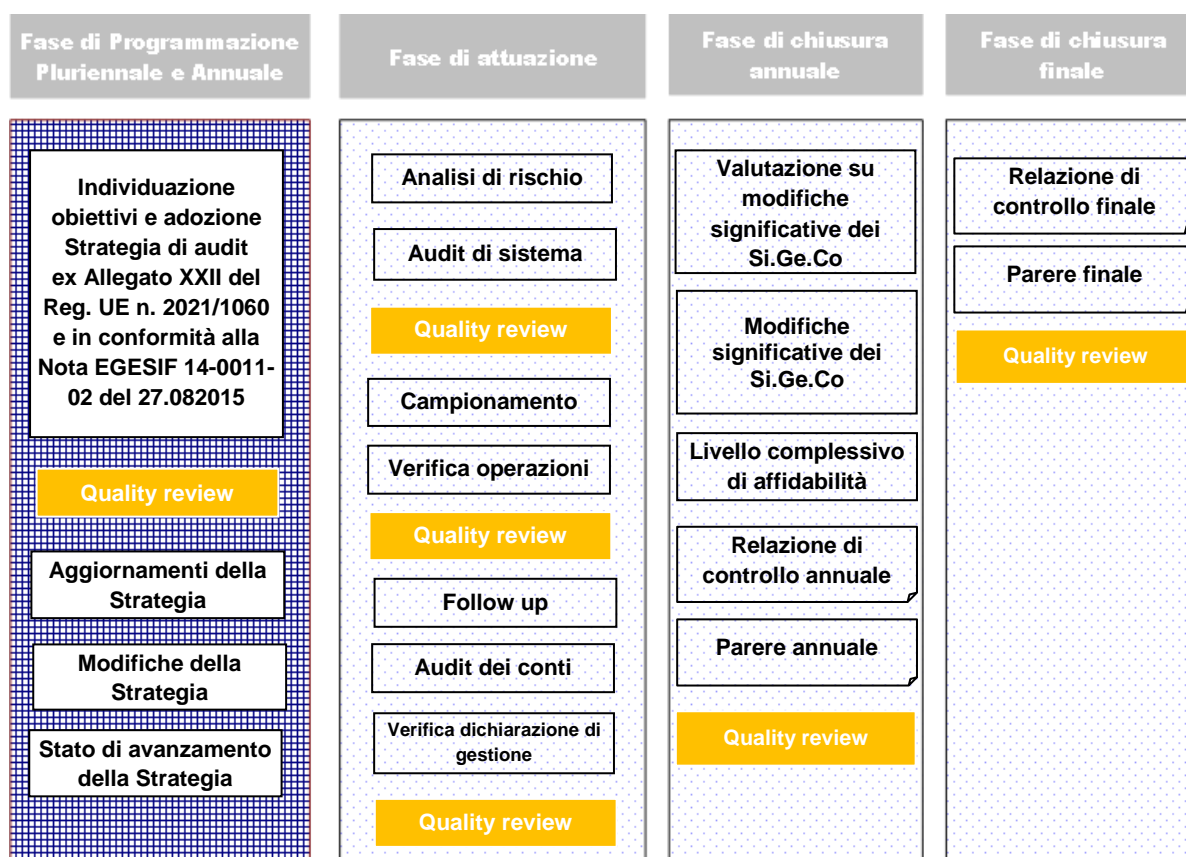 Fase di Programmazione
Pluriennale e Annuale
Individuazione
obiettivi e adozione
Strategia di audit
ex Allegato XXII del
Reg. UE n. 2021/1060
e in conformità alla
Nota EGESIF 14-0011-
02 del 27.082015
Quality review
Aggiornamenti della
Strategia
Modifiche della
Strategia
Stato di avanzamento
della Strategia
Fase di attuazione
Analisi di rischio
Audit di sistema
Quality review
Campionamento
Verifica operazioni
Quality review
Follow up
Audit dei conti
Verifica dichiarazione di
gestione
Quality review
Fase di chiusura
annuale
Valutazione su
modifiche
significative dei
Si.Ge.Co
Modifiche
significative dei
Si.Ge.Co
Livello complessivo
di affidabilità
Relazione di
controllo annuale
Parere annuale
Quality review
Fase di chiusura
finale
Relazione di
controllo finale
Parere finale
Quality review